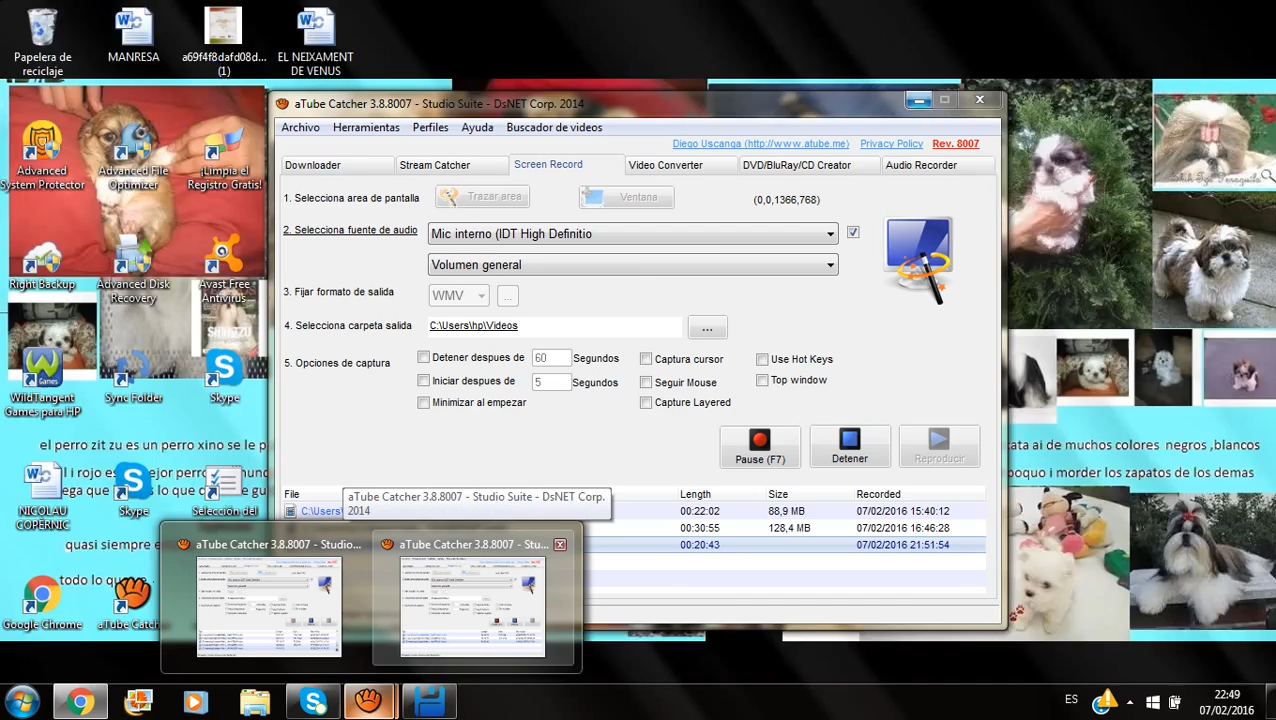 Papelera de
reciclaje
MANRESA
a69f4f8dafd08d...
(1)
EL NEIXAMENT
DE VENUS
Advanced
System Protector
Advanced File
Optimizer
¡Limpia el
Registro Gratis!
Right Backup
Advanced Disk
Recovery
Avast Free
Antivirus
WildTangent
Games para HP
Sync Folder
Skype
el perro zit zu es un perro xino se le p
NICOLAU
COPÈRNIC
Skype
Selección del
quasi siempre e
todo lo qu
Google Chrome
aTube Catc
aTube Catcher 3.8.8007 - Studio Suite - DsNET Corp. 2014
Archivo Herramientas Perfiles Ayuda Buscador de videos
Diego Uscanga (http://www.atube.me) Privacy Policy Rev. 8007
Downloader Stream Catcher Screen Record Video Converter DVD/BluRay/CD Creator Audio Recorder
1. Selecciona area de pantalla Trazar area Ventana (0,0,1366,768)
2. Selecciona fuente de audio Mic interno (IDT High Definitio
Volumen general
3. Fijar formato de salida WMV ...
4. Selecciona carpeta salida C:\Users\hp\Videos ...
5. Opciones de captura Detener despues de 60 Segundos Captura cursor Use Hot Keys
Iniciar despues de 5 Segundos Seguir Mouse Top window
Minimizar al empezar Capture Layered
Pause (F7) Detener Reproducir
File Length Size Recorded
C:\Users\ 00:22:02 88,9 MB 07/02/2016 15:40:12
00:30:55 128,4 MB 07/02/2016 16:46:28
00:20:43 07/02/2016 21:51:54
aTube Catcher 3.8.8007 - Studio Suite - DsNET Corp.
2014
aTube Catcher 3.8.8007 - Studio... aTube Catcher 3.8.8007 - Stu...
ata ai de muchos colores negros ,blancos
poquo i morder los zapatos de los demas
ES
22:49
07/02/2016